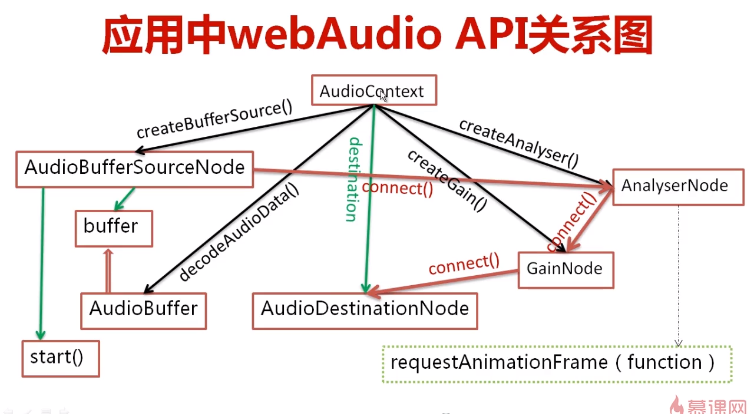 应用中webAudio API关系图
AudioContext
createBufferSource()
createAnalyser()
destination
createGain()
AudioBufferSourceNode
connect()
AnalyserNode
decodeAudioData()
buffer
connect()
connect()
GainNode
AudioBuffer
AudioDestinationNode
start()
requestAnimationFrame（function）
慕课网